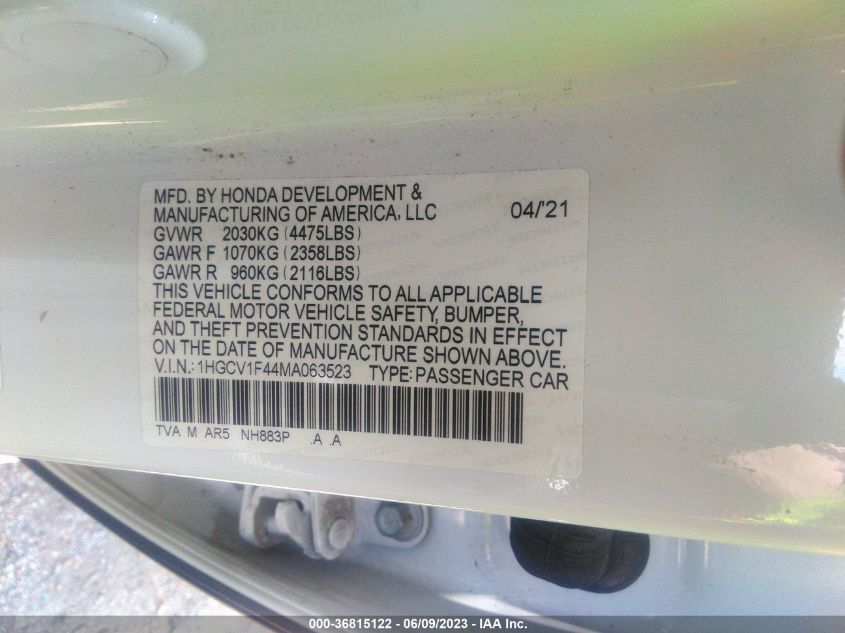 MFD. BY HONDA DEVELOPMENT &
MANUFACTURING OF AMERICA, LLC 04/'21
GVWR 2030KG (4475LBS)
GAWR F 1070KG (2358LBS)
GAWR R 960KG (2116LBS)
THIS VEHICLE CONFORMS TO ALL APPLICABLE
FEDERAL MOTOR VEHICLE SAFETY, BUMPER,
AND THEFT PREVENTION STANDARDS IN EFFECT
ON THE DATE OF MANUFACTURE SHOWN ABOVE.
V.I.N.: 1HGCV1F44MA063523 TYPE: PASSENGER CAR
TVA M AR5 NH883P .A .A
000-36815122 - 06/09/2023 - IAA Inc.